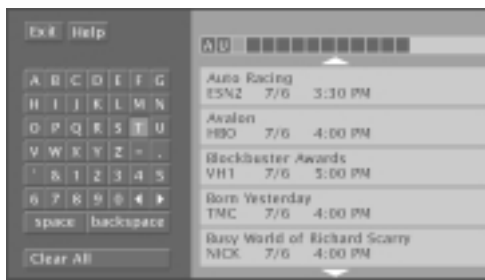 Exit Help
A U
A B C D E F G
H I J K L M N
O P Q R S T U
V W X Y Z - .
' & 1 2 3 4 5
6 7 8 9 0
space backspace
Clear All
Auto Racing
ESN2 7/6 3:30 PM
Avalon
HBO 7/6 4:00 PM
Blockbuster Awards
VH1 7/6 5:00 PM
Born Yesterday
TMC 7/6 4:00 PM
Busy World of Richard Scarry
NICK 7/6 4:00 PM